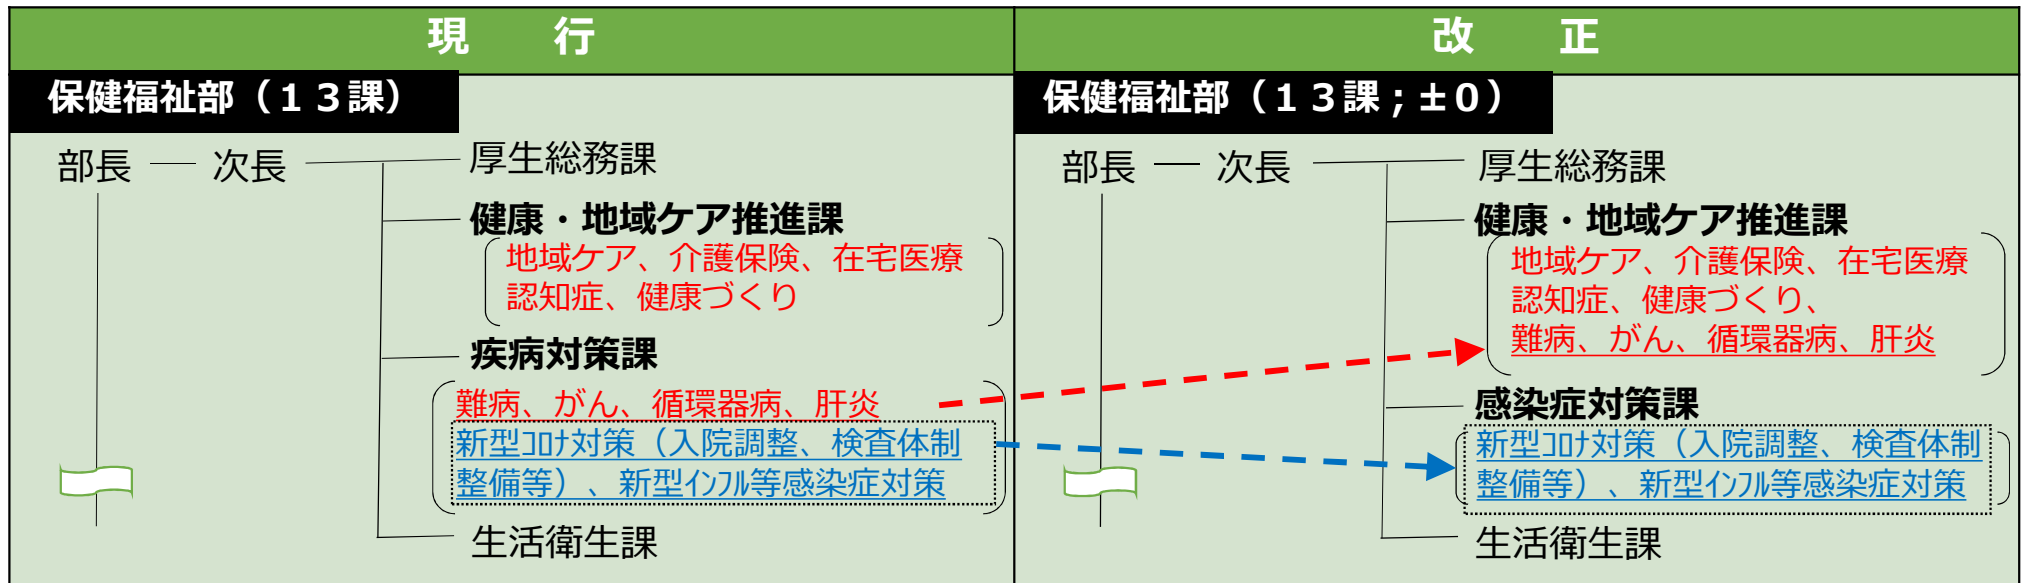 現　行
保健福祉部（１３課）
部長
次長
厚生総務課
健康・地域ケア推進課
地域ケア、介護保険、在宅医療
認知症、健康づくり
疾病対策課
難病、がん、循環器病、肝炎
新型ｺﾛﾅ対策（入院調整、検査体制
整備等）、新型ｲﾝﾌﾙ等感染症対策
生活衛生課
改　正
保健福祉部（１３課；±０）
部長
次長
厚生総務課
健康・地域ケア推進課
地域ケア、介護保険、在宅医療
認知症、健康づくり、
難病、がん、循環器病、肝炎
感染症対策課
新型ｺﾛﾅ対策（入院調整、検査体制
整備等）、新型ｲﾝﾌﾙ等感染症対策
生活衛生課